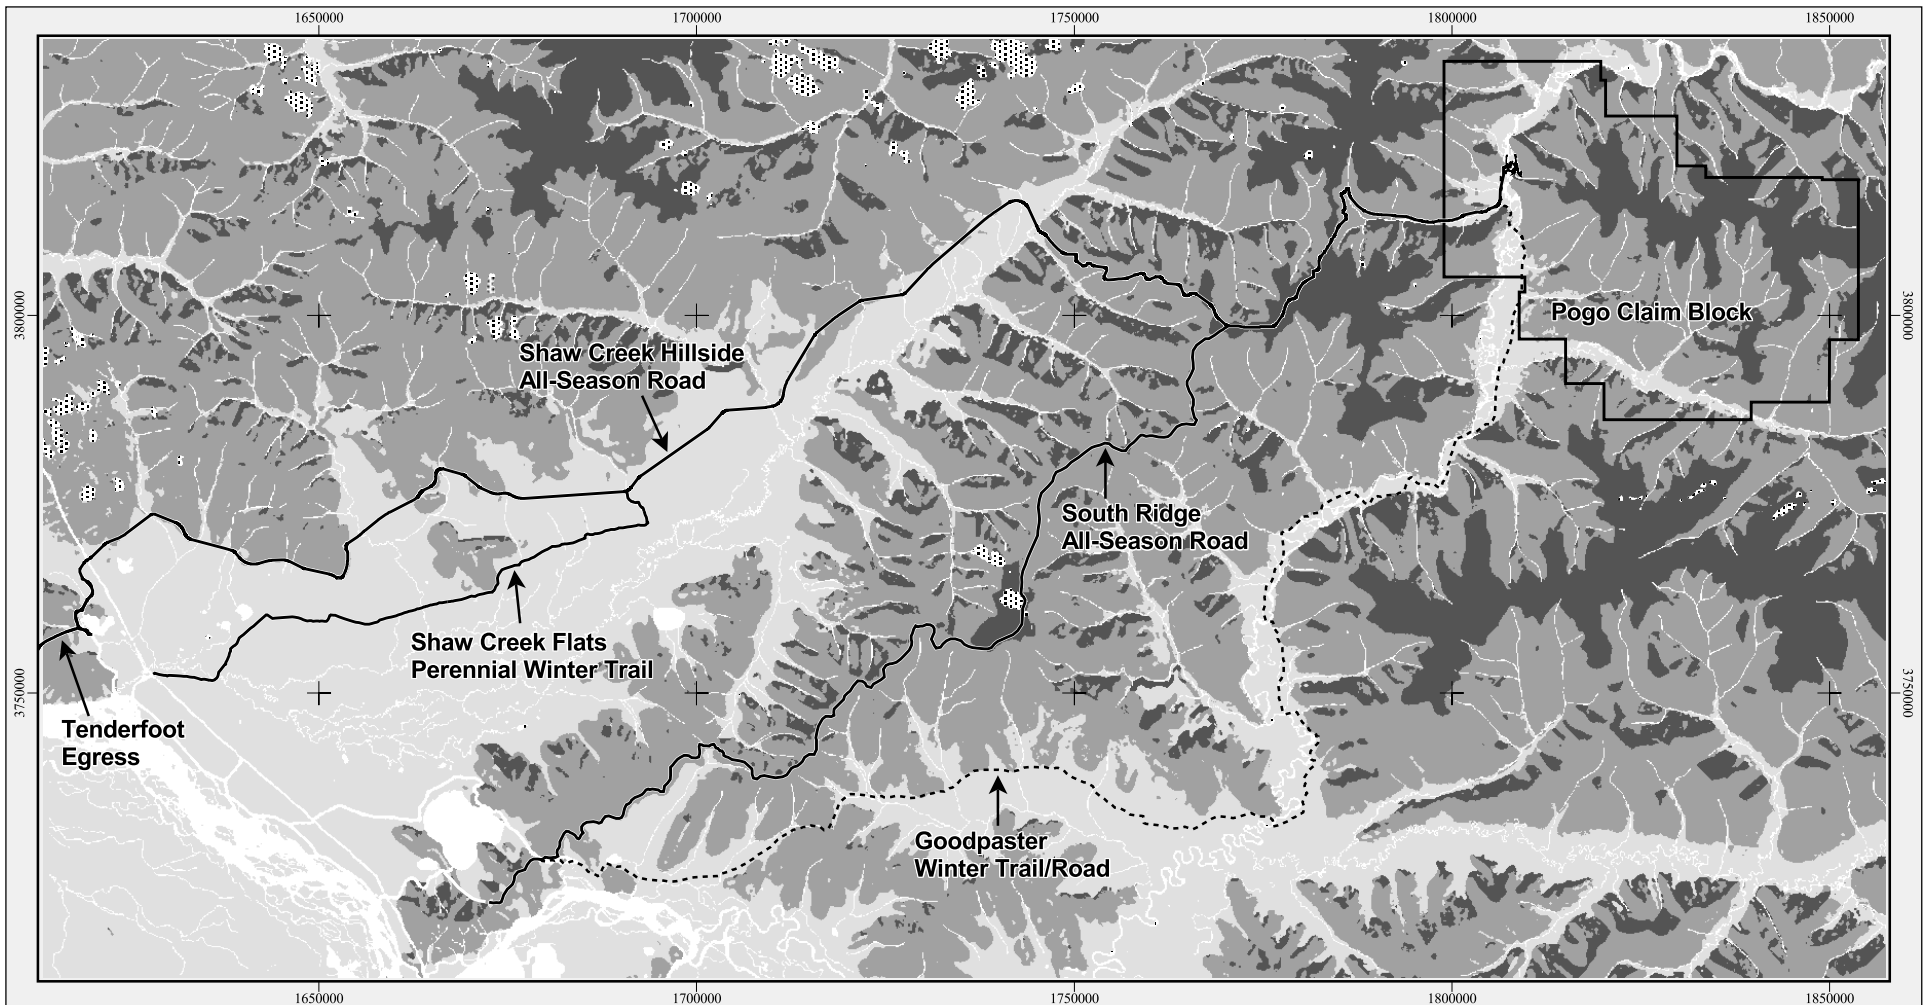 1650000 1700000 1750000 1800000 1850000
3800000
3800000
Pogo Claim Block
Shaw Creek Hillside
All-Season Road
South Ridge
All-Season Road
Shaw Creek Flats
Perennial Winter Trail
3750000
3750000
Tenderfoot
Egress
Goodpaster
Winter Trail/Road
1650000 1700000 1750000 1800000 1850000